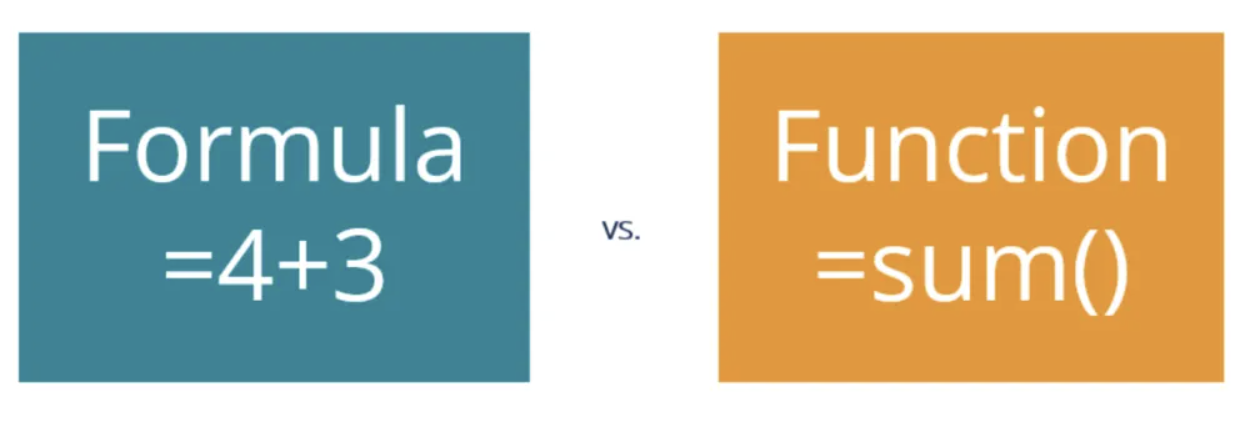 Formula
=4+3
vs.
Function
=sum()